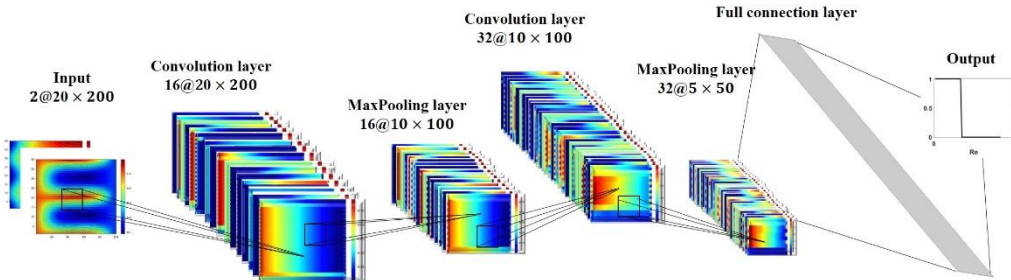 Input
2@20 × 200
Convolution layer
16@20 × 200
MaxPooling layer
16@10 × 100
Convolution layer
32@10 × 100
MaxPooling layer
32@5 × 50
Full connection layer
Output
1
0.5
0
0
Re